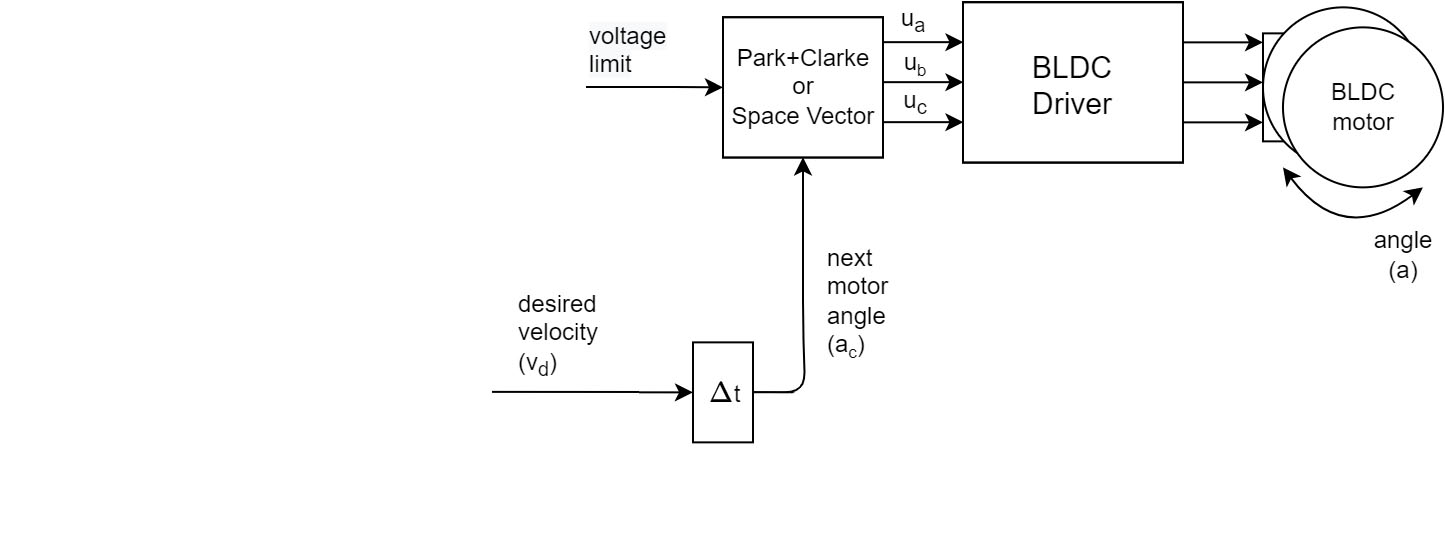 voltage
limit
Park+Clarke
or
Space Vector
u_a
u_b
u_c
BLDC
Driver
BLDC
motor
angle
(a)
next
motor
angle
(a_c)
desired
velocity
(v_d)
Δt